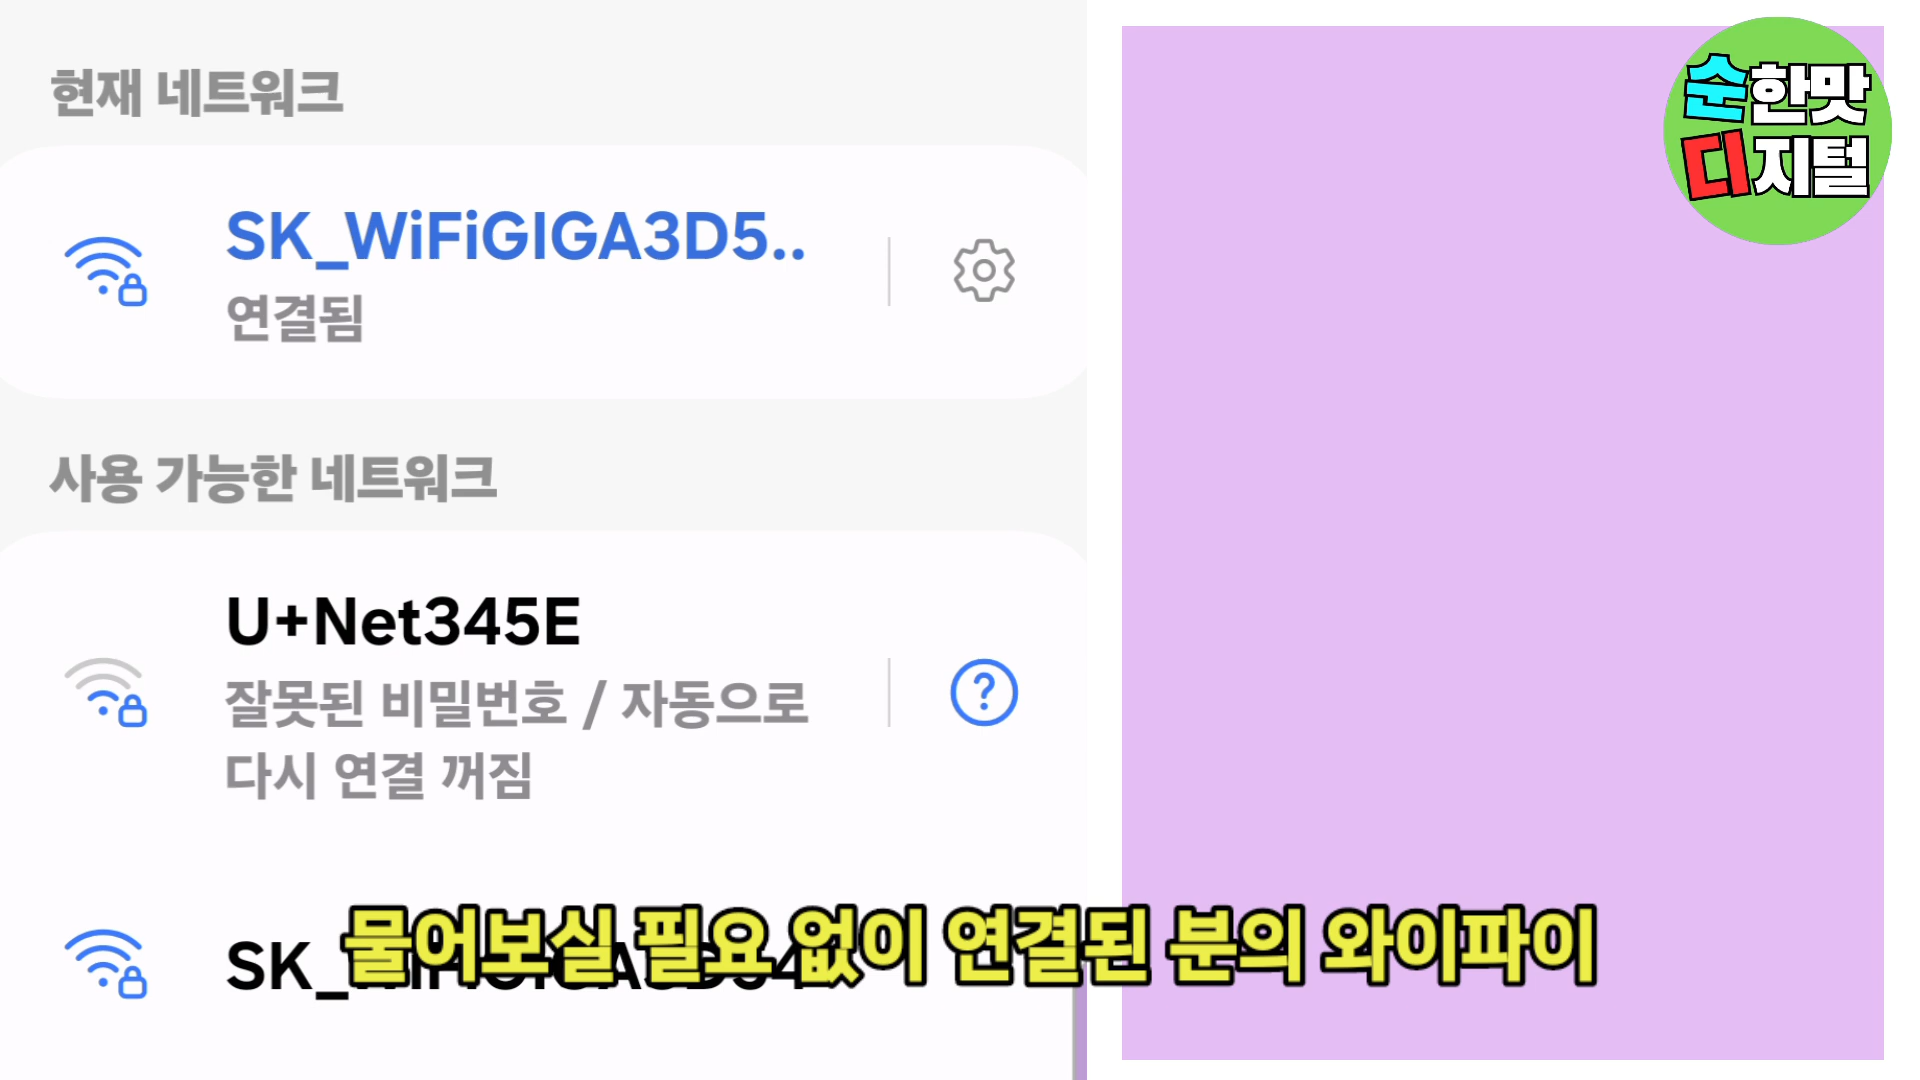 현재 네트워크
SK_WiFiGIGA3D5..
연결됨
사용 가능한 네트워크
U+Net345E
잘못된 비밀번호 / 자동으로
다시 연결 꺼짐
물어보실 필요 없이 연결된 분의 와이파이
순한맛
디지털